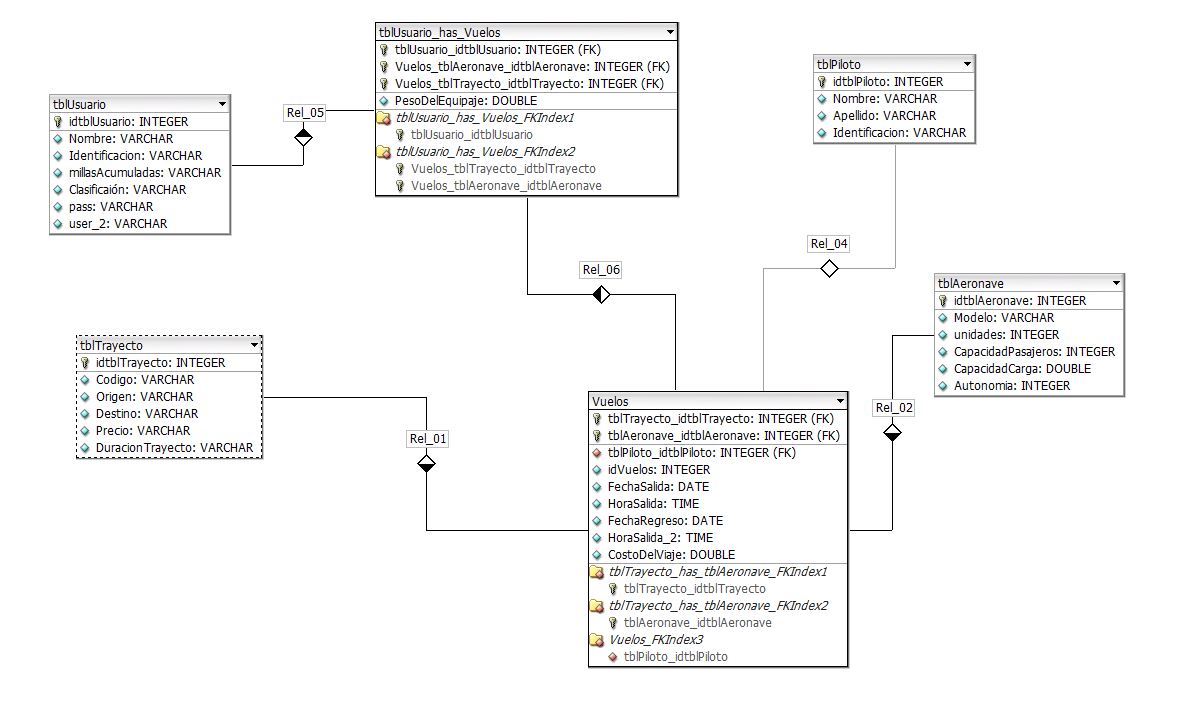 tblUsuario_has_Vuelos
tblUsuario_idtblUsuario: INTEGER (FK)
Vuelos_tblAeronave_idtblAeronave: INTEGER (FK)
Vuelos_tblTrayecto_idtblTrayecto: INTEGER (FK)
PesoDelEquipaje: DOUBLE
tblUsuario_has_Vuelos_FKIndex1
tblUsuario_idtblUsuario
tblUsuario_has_Vuelos_FKIndex2
Vuelos_tblTrayecto_idtblTrayecto
Vuelos_tblAeronave_idtblAeronave
tblPiloto
idtblPiloto: INTEGER
Nombre: VARCHAR
Apellido: VARCHAR
Identificacion: VARCHAR
tblUsuario
idtblUsuario: INTEGER
Nombre: VARCHAR
Identificacion: VARCHAR
millasAcumuladas: VARCHAR
Clasificaión: VARCHAR
pass: VARCHAR
user_2: VARCHAR
Rel_05
Rel_04
Rel_06
tblAeronave
idtblAeronave: INTEGER
Modelo: VARCHAR
unidades: INTEGER
CapacidadPasajeros: INTEGER
CapacidadCarga: DOUBLE
Autonomia: INTEGER
tblTrayecto
idtblTrayecto: INTEGER
Codigo: VARCHAR
Origen: VARCHAR
Destino: VARCHAR
Precio: VARCHAR
DuracionTrayecto: VARCHAR
Rel_01
Rel_02
Vuelos
tblTrayecto_idtblTrayecto: INTEGER (FK)
tblAeronave_idtblAeronave: INTEGER (FK)
tblPiloto_idtblPiloto: INTEGER (FK)
idVuelos: INTEGER
FechaSalida: DATE
HoraSalida: TIME
FechaRegreso: DATE
HoraSalida_2: TIME
CostoDelViaje: DOUBLE
tblTrayecto_has_tblAeronave_FKIndex1
tblTrayecto_idtblTrayecto
tblTrayecto_has_tblAeronave_FKIndex2
tblAeronave_idtblAeronave
Vuelos_FKIndex3
tblPiloto_idtblPiloto